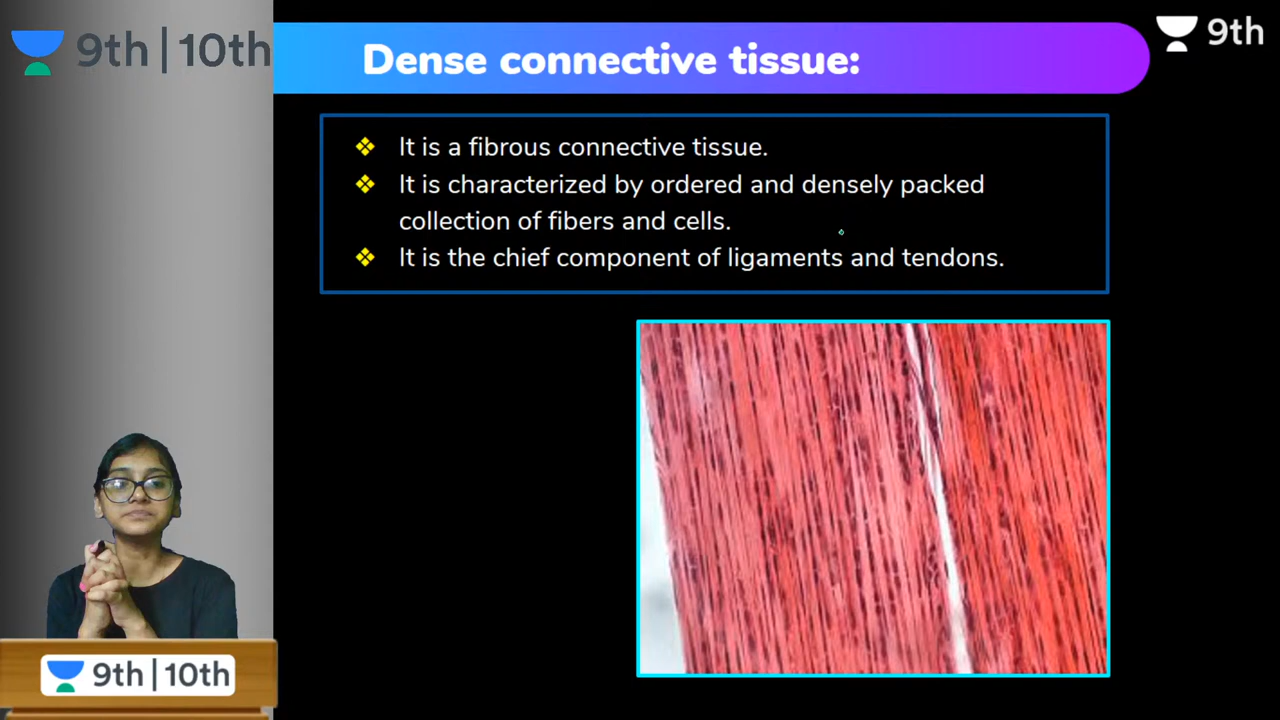 9th | 10th
Dense connective tissue:
9th
❖ It is a fibrous connective tissue.
❖ It is characterized by ordered and densely packed
collection of fibers and cells.
❖ It is the chief component of ligaments and tendons.
9th | 10th